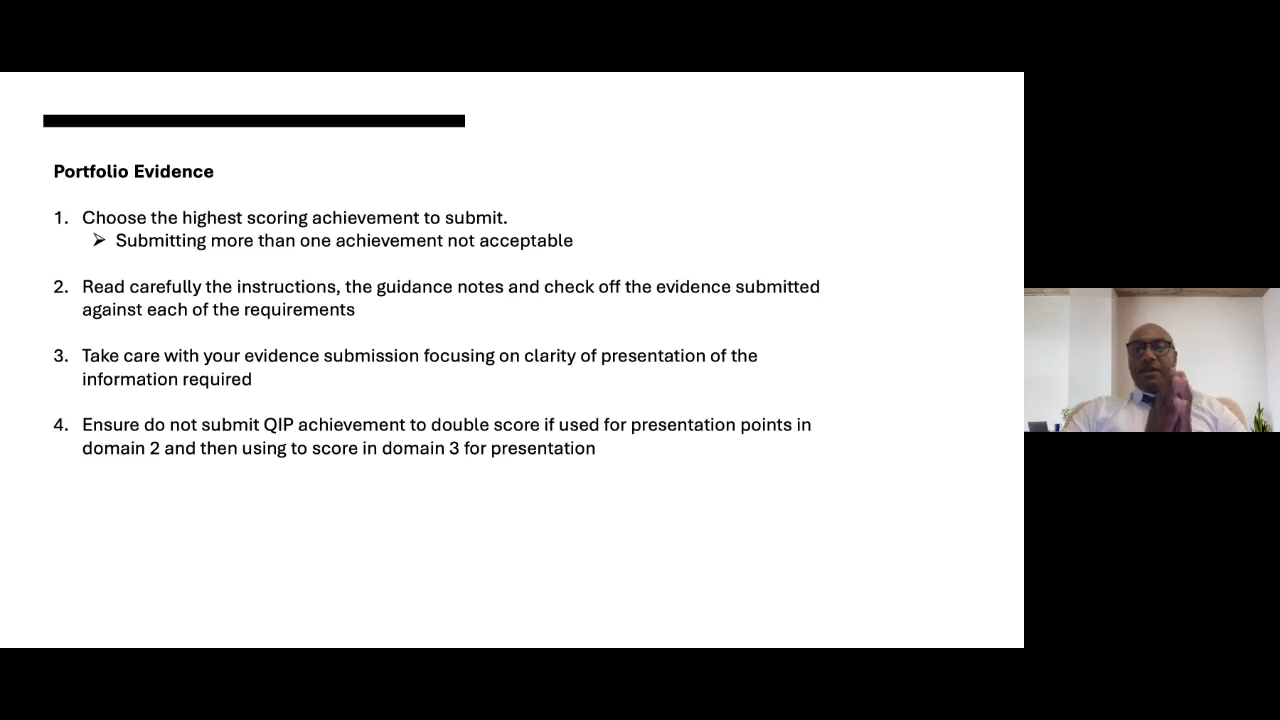 Portfolio Evidence
1. Choose the highest scoring achievement to submit.
➢ Submitting more than one achievement not acceptable
2. Read carefully the instructions, the guidance notes and check off the evidence submitted
against each of the requirements
3. Take care with your evidence submission focusing on clarity of presentation of the
information required
4. Ensure do not submit QIP achievement to double score if used for presentation points in
domain 2 and then using to score in domain 3 for presentation